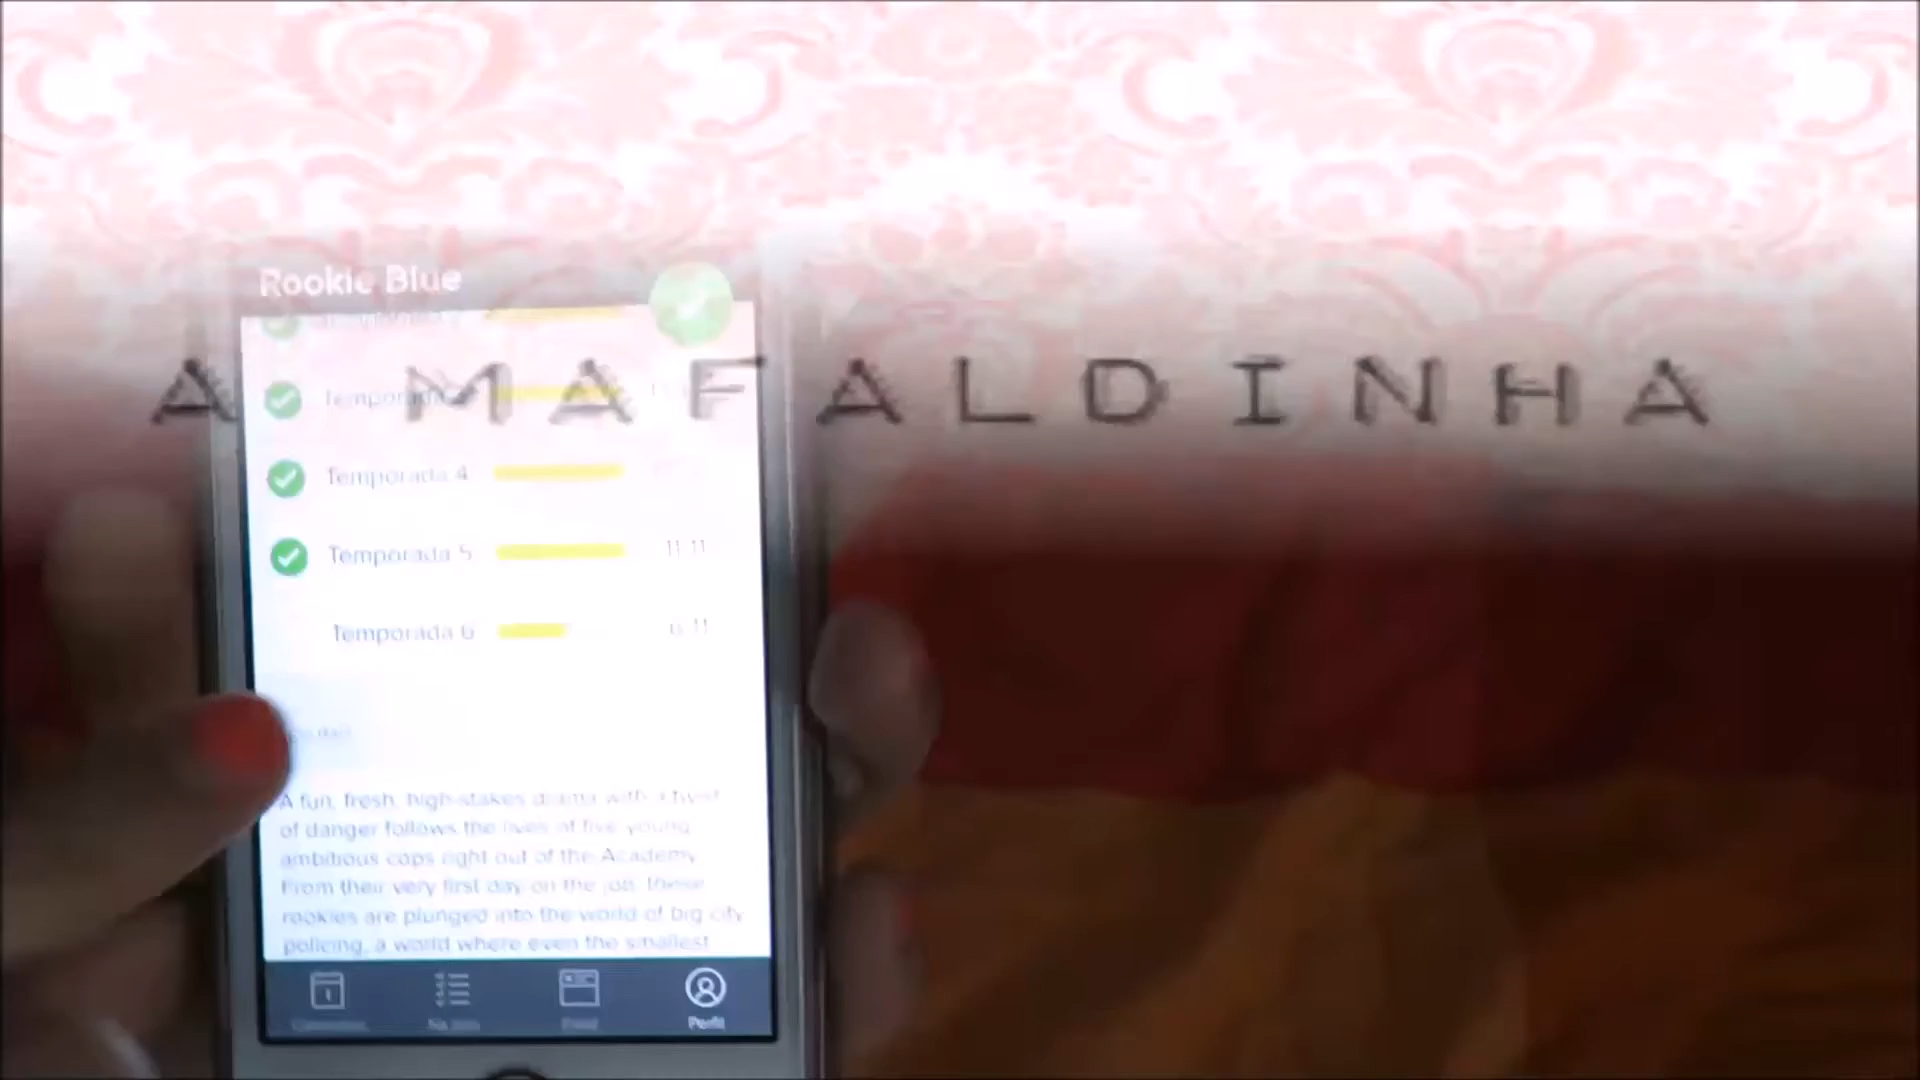 Rookie Blue
A MAFALDINHA
Temporada
Temporada 4
Temporada 5 11/11
Temporada 6 6/11
A fun, fresh, high-stakes drama with a twist
of danger follows the lives of five young,
ambitious cops right out of the Academy.
From their very first day on the job, these
rookies are plunged into the world of big city
policing, a world where even the smallest
Perfil